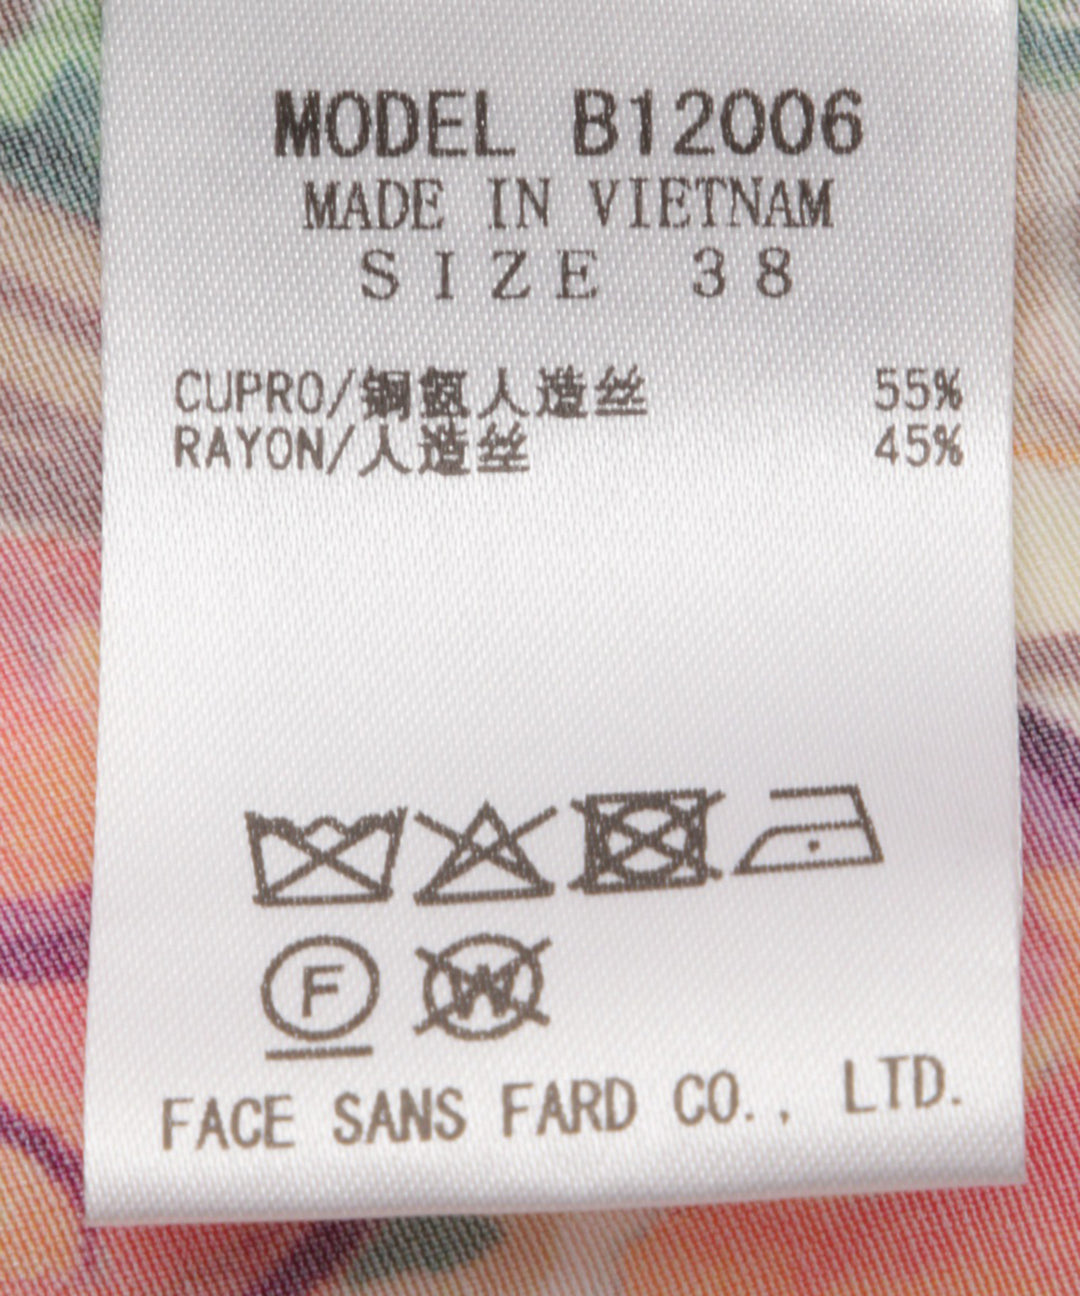 MODEL B12006
MADE IN VIETNAM
SIZE 38
CUPRO/铜氨人造丝 55%
RAYON/人造丝 45%
F
W
FACE SANS FARD CO., LTD.